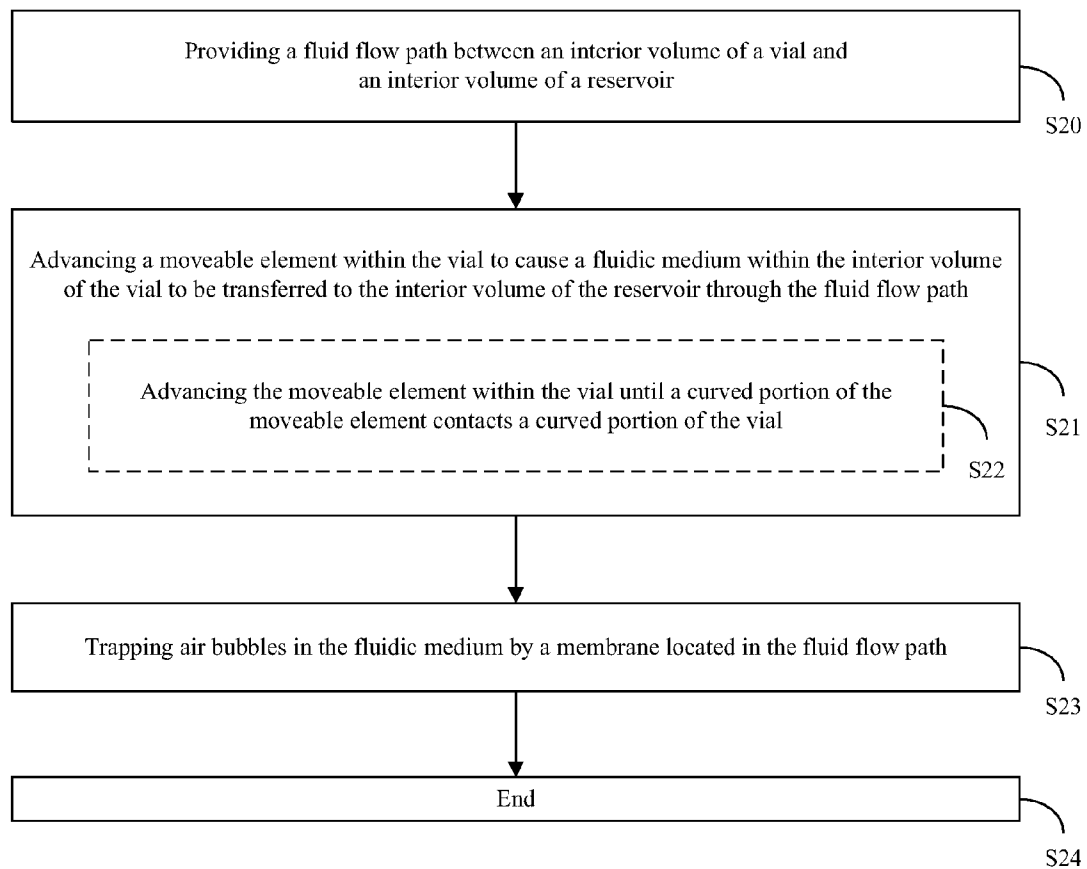 Providing a fluid flow path between an interior volume of a vial and
an interior volume of a reservoir
S20
Advancing a moveable element within the vial to cause a fluidic medium within the interior volume
of the vial to be transferred to the interior volume of the reservoir through the fluid flow path
Advancing the moveable element within the vial until a curved portion of the
moveable element contacts a curved portion of the vial
S21
S22
Trapping air bubbles in the fluidic medium by a membrane located in the fluid flow path
S23
End
S24